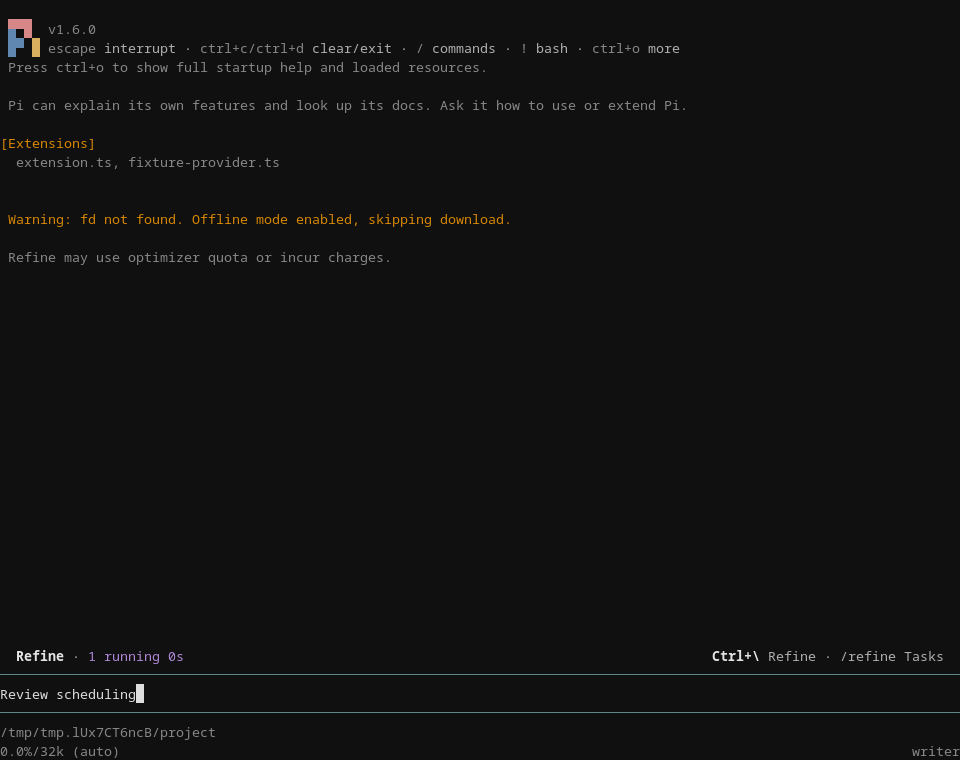 v1.6.0
escape interrupt · ctrl+c/ctrl+d clear/exit · / commands · ! bash · ctrl+o more
Press ctrl+o to show full startup help and loaded resources.
Pi can explain its own features and look up its docs. Ask it how to use or extend Pi.
[Extensions]
extension.ts, fixture-provider.ts
Warning: fd not found. Offline mode enabled, skipping download.
Refine may use optimizer quota or incur charges.
Refine · 1 running 0s Ctrl+\ Refine · /refine Tasks
Review scheduling
/tmp/tmp.lUx7CT6ncB/project
0.0%/32k (auto) writer